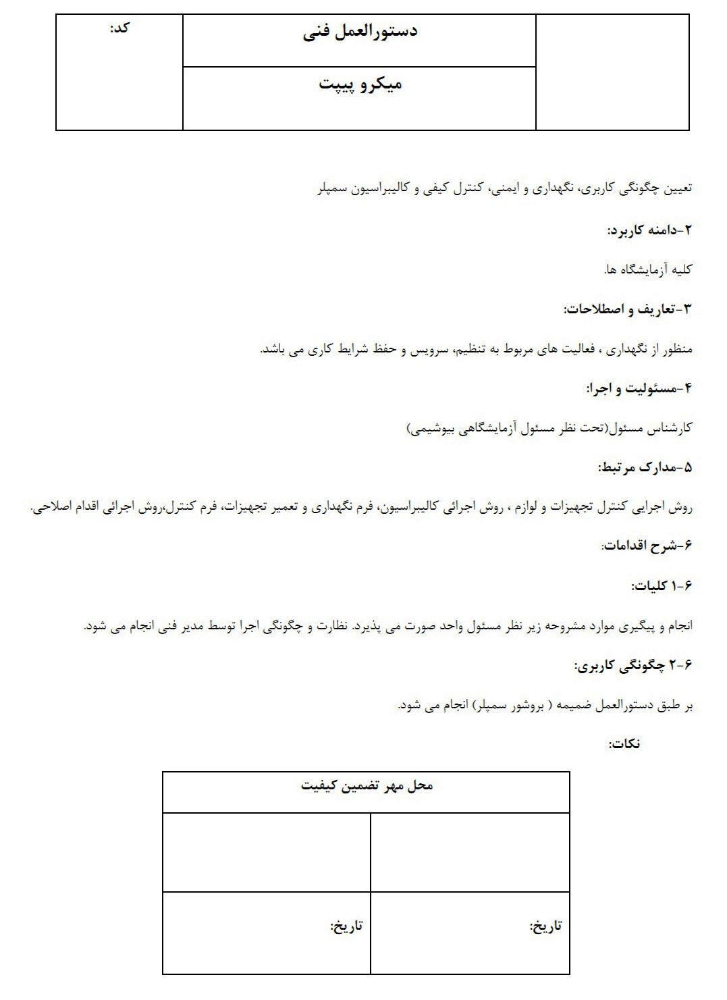 دستورالعمل فنی
کد:
میکرو پیپت
تعیین چگونگی کاربری، نگهداری و ایمنی، کنترل کیفی و کالیبراسیون سمپلر
۲-دامنه کاربرد:
کلیه آزمایشگاه ها.
۳-تعاریف و اصطلاحات:
منظور از نگهداری ، فعالیت های مربوط به تنظیم، سرویس و حفظ شرایط کاری می باشد.
۴-مسئولیت و اجرا:
کارشناس مسئول(تحت نظر مسئول آزمایشگاهی بیوشیمی)
۵-مدارک مرتبط:
روش اجرایی کنترل تجهیزات و لوازم ، روش اجرائی کالیبراسیون، فرم نگهداری و تعمیر تجهیزات، فرم کنترل،روش اجرائی اقدام اصلاحی.
۶-شرح اقدامات:
۶-۱ کلیات:
انجام و پیگیری موارد مشروحه زیر نظر مسئول واحد صورت می پذیرد. نظارت و چگونگی اجرا توسط مدیر فنی انجام می شود.
۶-۲ چگونگی کاربری:
بر طبق دستورالعمل ضمیمه ( بروشور سمپلر) انجام می شود.
نکات:
محل مهر تضمین کیفیت
تاریخ:
تاریخ: